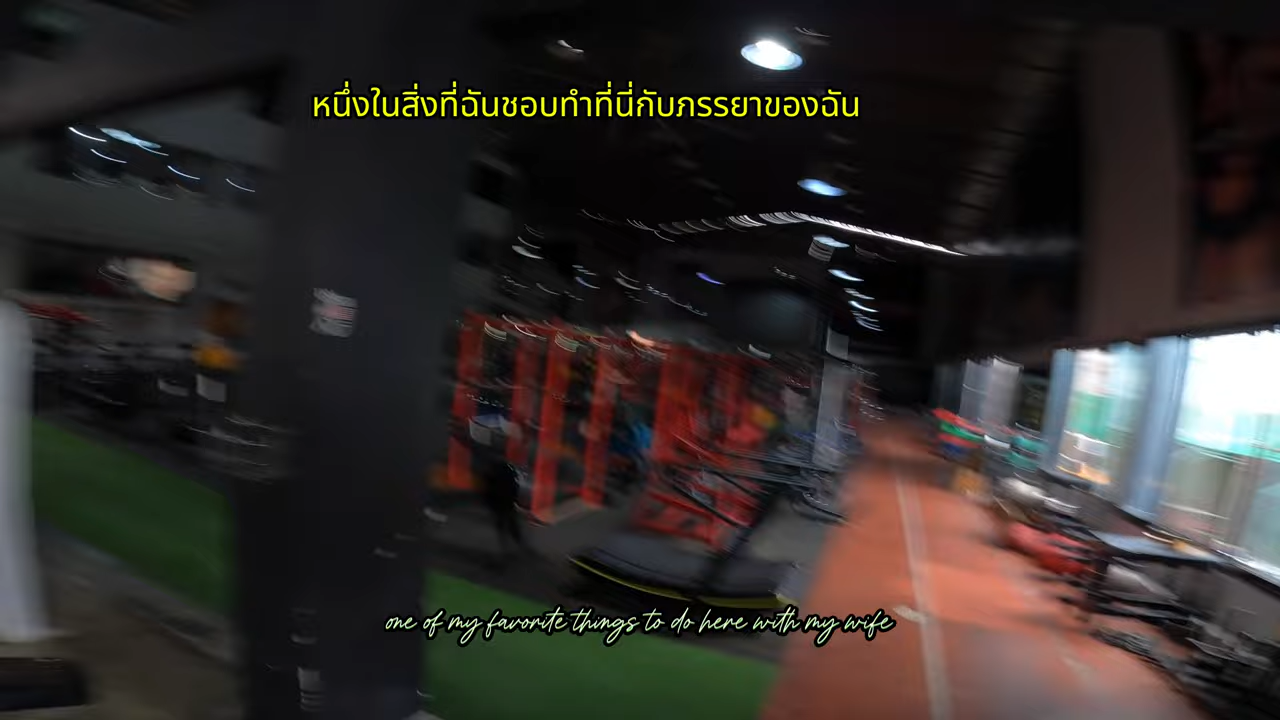 หนึ่งในสิ่งที่ฉันชอบทำที่นี่กับภรรยาของฉัน
one of my favorite things to do here with my wife